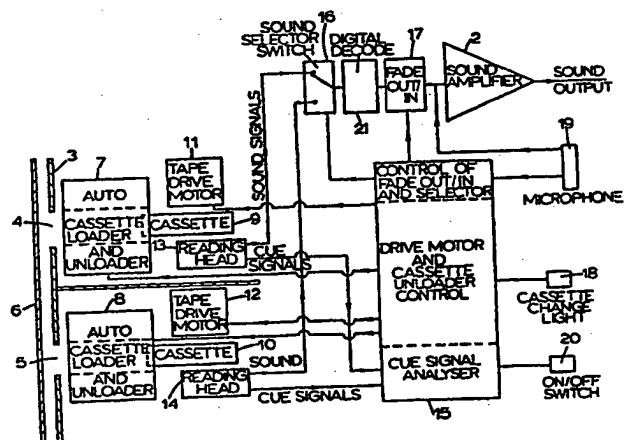 16
SOUND
SELECTOR
SWITCH
DIGITAL
DECODE
21
17
FADE
OUT/
IN
2
SOUND
AMPLIFIER
SOUND
OUTPUT
19
MICROPHONE
SOUND SIGNALS
3
7
4
AUTO
CASSETTE
LOADER
AND UNLOADER
11
TAPE
DRIVE
MOTOR
CASSETTE
9
13
READING
HEAD
CUE
SIGNALS
CONTROL OF
FADE OUT/IN
AND SELECTOR
DRIVE MOTOR
AND
CASSETTE
UNLOADER
CONTROL
CUE SIGNAL
ANALYSER
15
18
CASSETTE
CHANGE
LIGHT
20
ON/OFF
SWITCH
6
8
5
AUTO
CASSETTE
LOADER
AND UNLOADER
TAPE
DRIVE
MOTOR
12
CASSETTE
10
READING
HEAD
14
SOUND
CUE SIGNALS